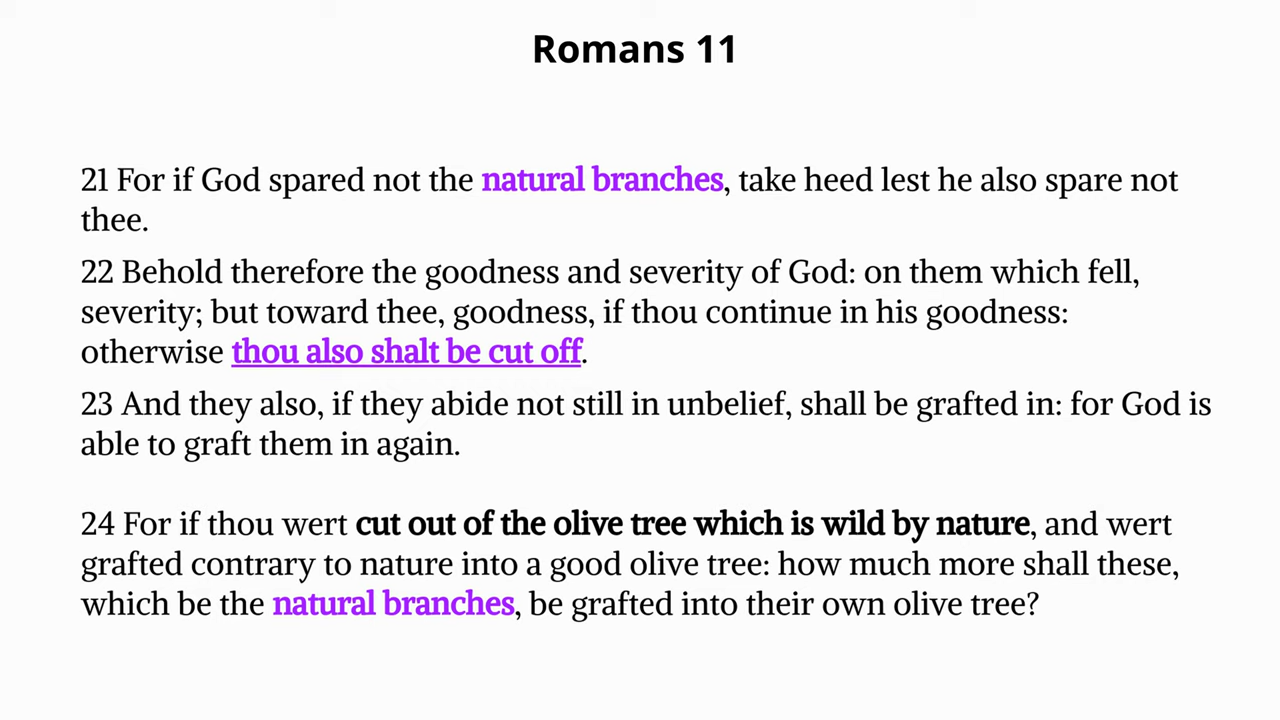 Romans 11
21 For if God spared not the natural branches, take heed lest he also spare not
thee.
22 Behold therefore the goodness and severity of God: on them which fell,
severity; but toward thee, goodness, if thou continue in his goodness:
otherwise thou also shalt be cut off.
23 And they also, if they abide not still in unbelief, shall be grafted in: for God is
able to graft them in again.
24 For if thou wert cut out of the olive tree which is wild by nature, and wert
grafted contrary to nature into a good olive tree: how much more shall these,
which be the natural branches, be grafted into their own olive tree?